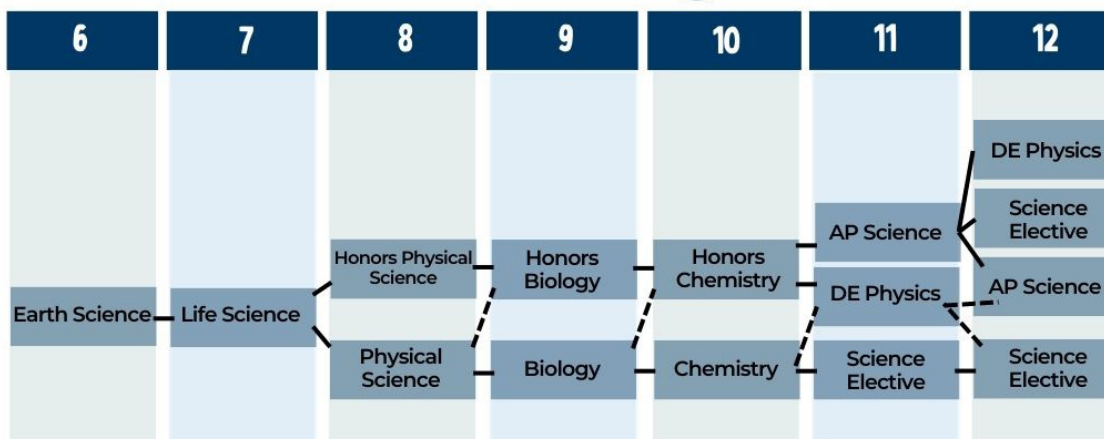 6
7
8
9
10
11
12
Earth Science
Life Science
Honors Physical
Science
Physical
Science
Honors
Biology
Biology
Honors
Chemistry
Chemistry
AP Science
DE Physics
Science
Elective
DE Physics
Science
Elective
AP Science
Science
Elective